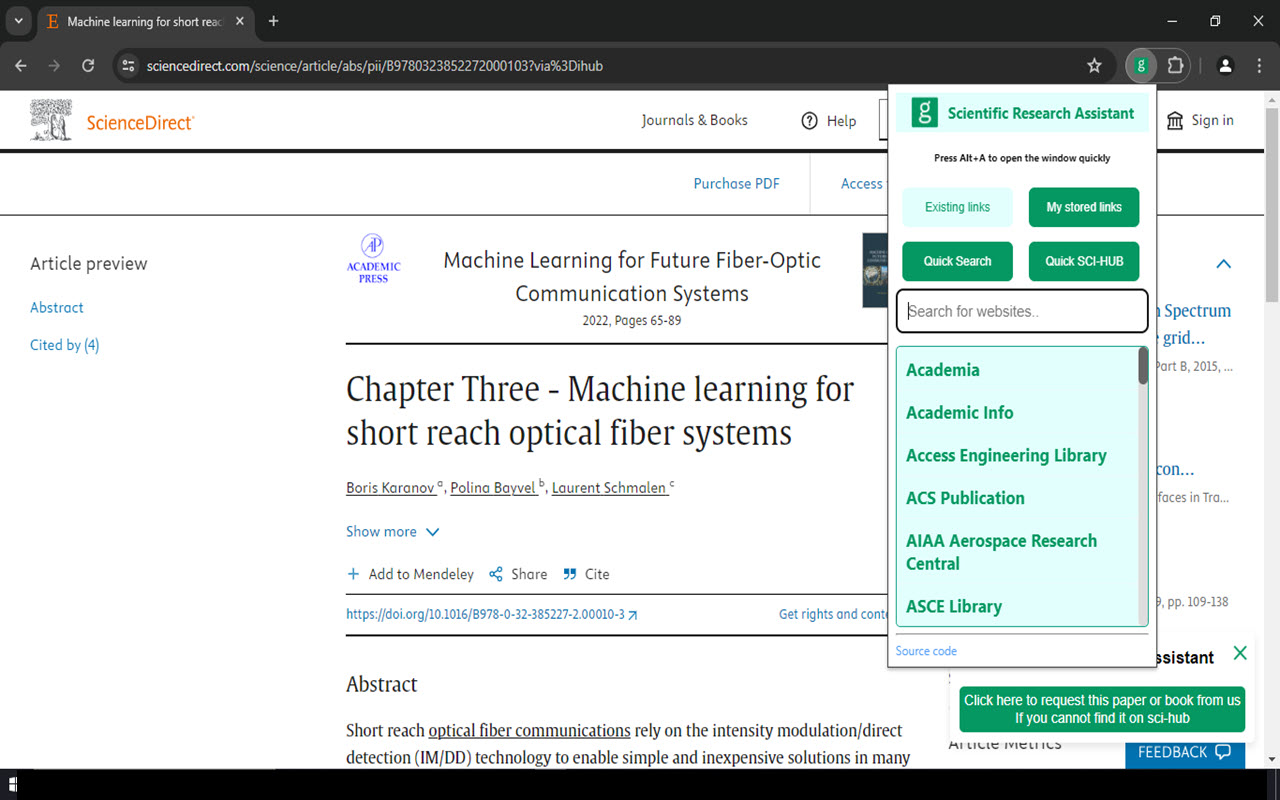 Machine learning for short reac
sciencedirect.com/science/article/abs/pii/B9780323852272000103?via%3Dihub
g
ScienceDirect
Journals & Books
Help
Sign in
Purchase PDF
Access
Article preview
Abstract
Cited by (4)
AP
ACADEMIC
PRESS
Machine Learning for Future Fiber-Optic
Communication Systems
2022, Pages 65-89
Chapter Three - Machine learning for
short reach optical fiber systems
Boris Karanov a, Polina Bayvel b, Laurent Schmalen c
Show more
Add to Mendeley
Share
Cite
https://doi.org/10.1016/B978-0-32-385227-2.00010-3
Get rights and conte
Abstract
Short reach optical fiber communications rely on the intensity modulation/direct
detection (IM/DD) technology to enable simple and inexpensive solutions in many
g Scientific Research Assistant
Press Alt+A to open the window quickly
Existing links
My stored links
Quick Search
Quick SCI-HUB
Search for websites..
Academia
Academic Info
Access Engineering Library
ACS Publication
AIAA Aerospace Research
Central
ASCE Library
Source code
Spectrum
grid...
Part B, 2015, ...
con...
faces in Tra...
9, pp. 109-138
ssistant
Click here to request this paper or book from us
If you cannot find it on sci-hub
Article Metrics
FEEDBACK